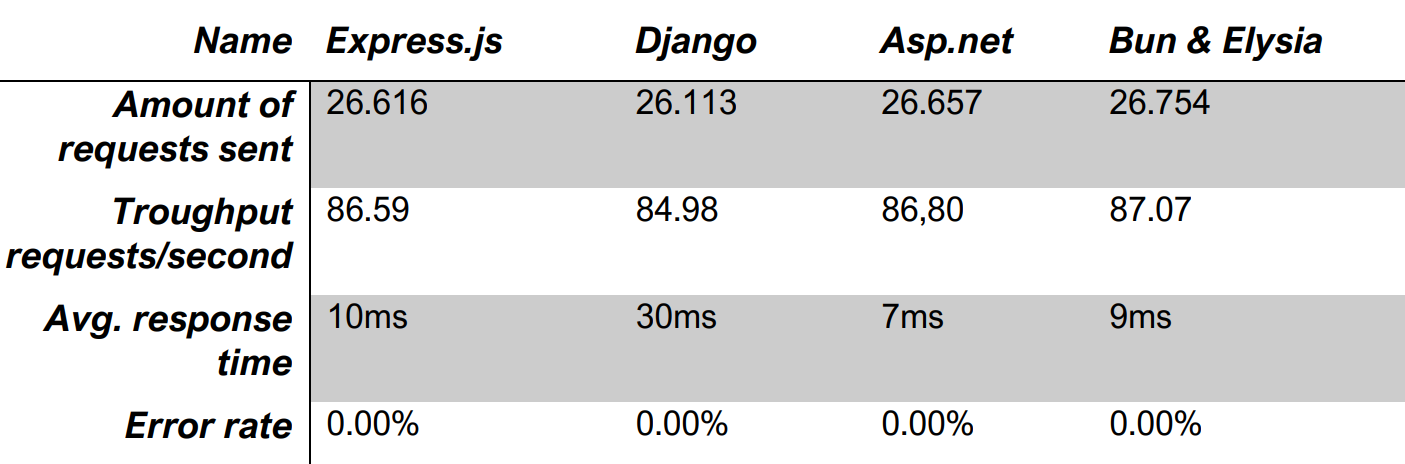 Name Express.js Django Asp.net Bun & Elysia
Amount of 26.616 26.113 26.657 26.754
requests sent
Troughput 86.59 84.98 86,80 87.07
requests/second
Avg. response 10ms 30ms 7ms 9ms
time
Error rate 0.00% 0.00% 0.00% 0.00%